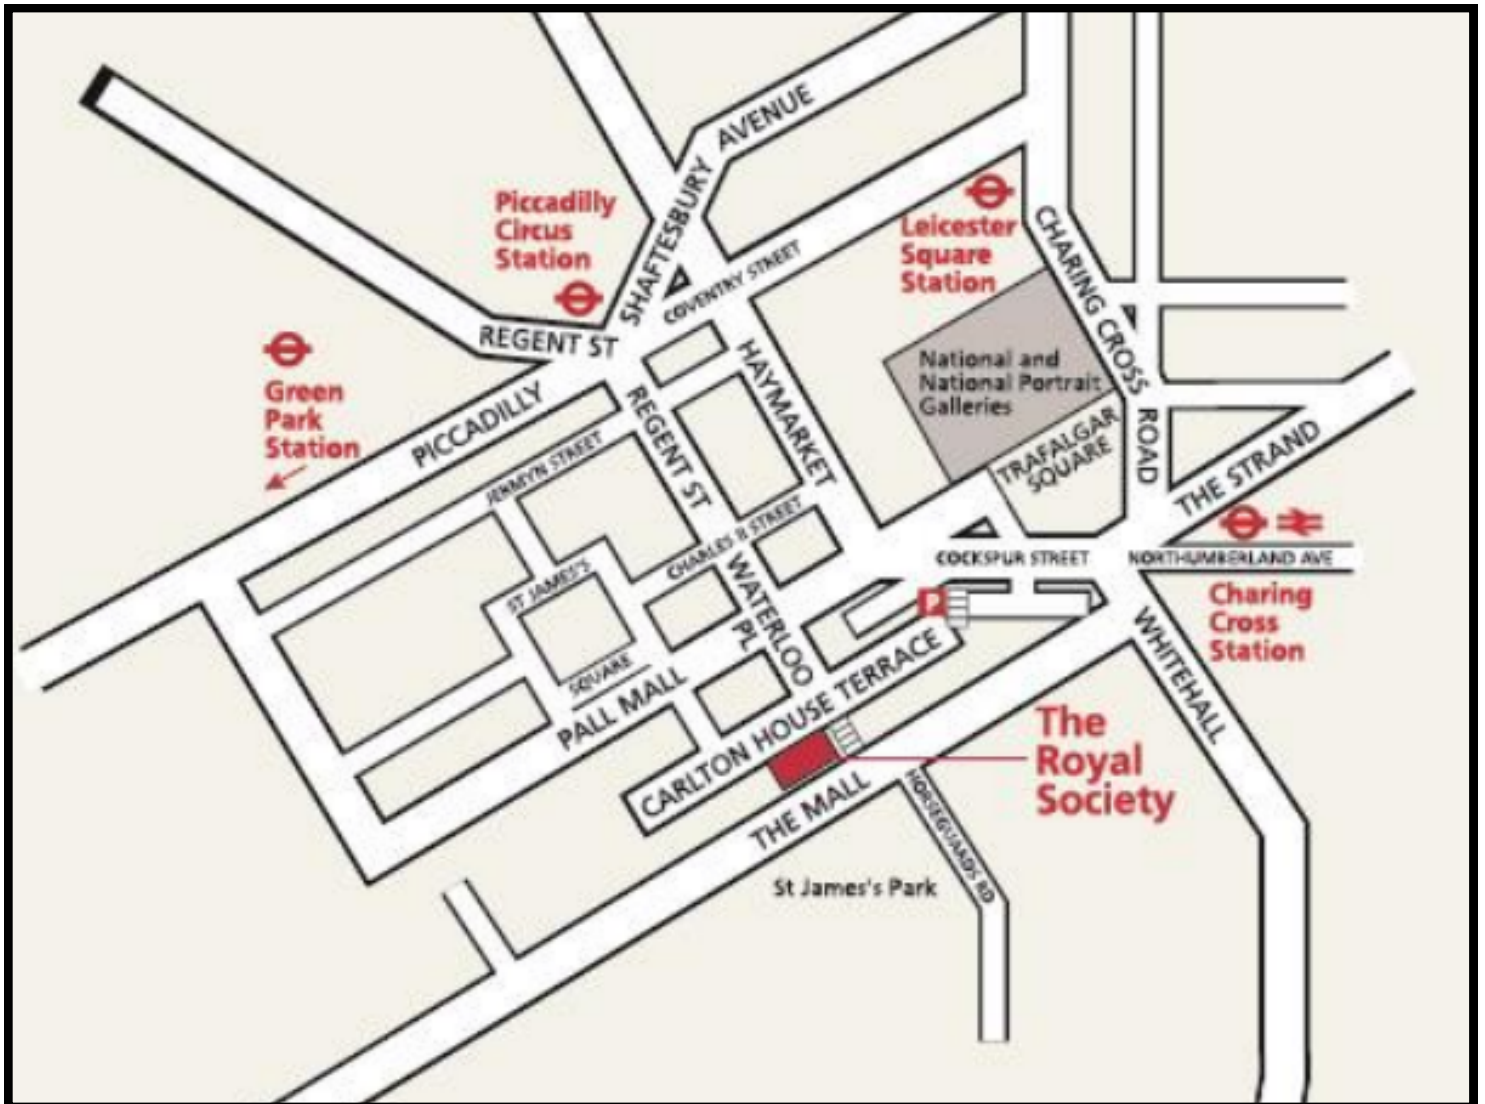 AVENUE
SHAFTESBURY
Piccadilly
Circus
Station
Leicester
Square
Station
CHARING CROSS
ROAD
COVENTRY STREET
REGENT ST
Green
Park
Station
PICCADILLY
HAYMARKET
National and
National Portrait
Galleries
REGENT ST
JERMYN STREET
TRAFALGAR
SQUARE
THE STRAND
CHARLES II STREET
COCKSPUR STREET
NORTHUMBERLAND AVE
ST JAMES'S
SQUARE
WATERLOO
PL
P
Charing
Cross
Station
PALL MALL
CARLTON HOUSE TERRACE
WHITEHALL
The
Royal
Society
THE MALL
HORSEGUARDS RD
St James's Park